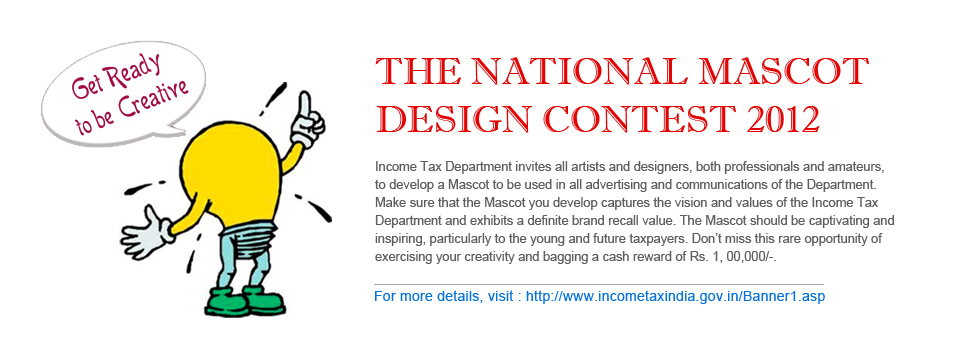 Get Ready
to be Creative
THE NATIONAL MASCOT
DESIGN CONTEST 2012
Income Tax Department invites all artists and designers, both professionals and amateurs,
to develop a Mascot to be used in all advertising and communications of the Department.
Make sure that the Mascot you develop captures the vision and values of the Income Tax
Department and exhibits a definite brand recall value. The Mascot should be captivating and
inspiring, particularly to the young and future taxpayers. Don’t miss this rare opportunity of
exercising your creativity and bagging a cash reward of Rs. 1, 00,000/-.
For more details, visit : http://www.incometaxindia.gov.in/Banner1.asp